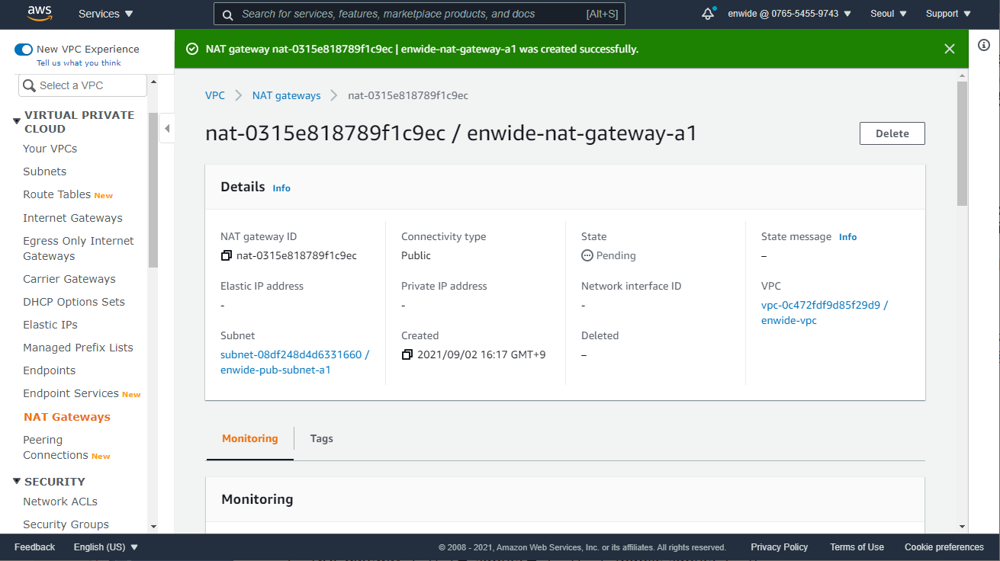 aws
Services
Search for services, features, marketplace products, and docs [Alt+S]
enwide @ 0765-5455-9743
Seoul
Support
New VPC Experience
Tell us what you think
Select a VPC
VIRTUAL PRIVATE
CLOUD
Your VPCs
Subnets
Route Tables New
Internet Gateways
Egress Only Internet
Gateways
Carrier Gateways
DHCP Options Sets
Elastic IPs
Managed Prefix Lists
Endpoints
Endpoint Services New
NAT Gateways
Peering
Connections New
SECURITY
Network ACLs
Security Groups
NAT gateway nat-0315e818789f1c9ec | enwide-nat-gateway-a1 was created successfully.
VPC
NAT gateways
nat-0315e818789f1c9ec
nat-0315e818789f1c9ec / enwide-nat-gateway-a1
Delete
Details Info
NAT gateway ID
nat-0315e818789f1c9ec
Connectivity type
Public
State
Pending
State message Info
–
Elastic IP address
-
Private IP address
-
Network interface ID
-
VPC
vpc-0c472fdf9d85f29d9 /
enwide-vpc
Subnet
subnet-08df248d4d6331660 /
enwide-pub-subnet-a1
Created
2021/09/02 16:17 GMT+9
Deleted
–
Monitoring
Tags
Monitoring
Feedback
English (US)
© 2008 - 2021, Amazon Web Services, Inc. or its affiliates. All rights reserved.
Privacy Policy
Terms of Use
Cookie preferences